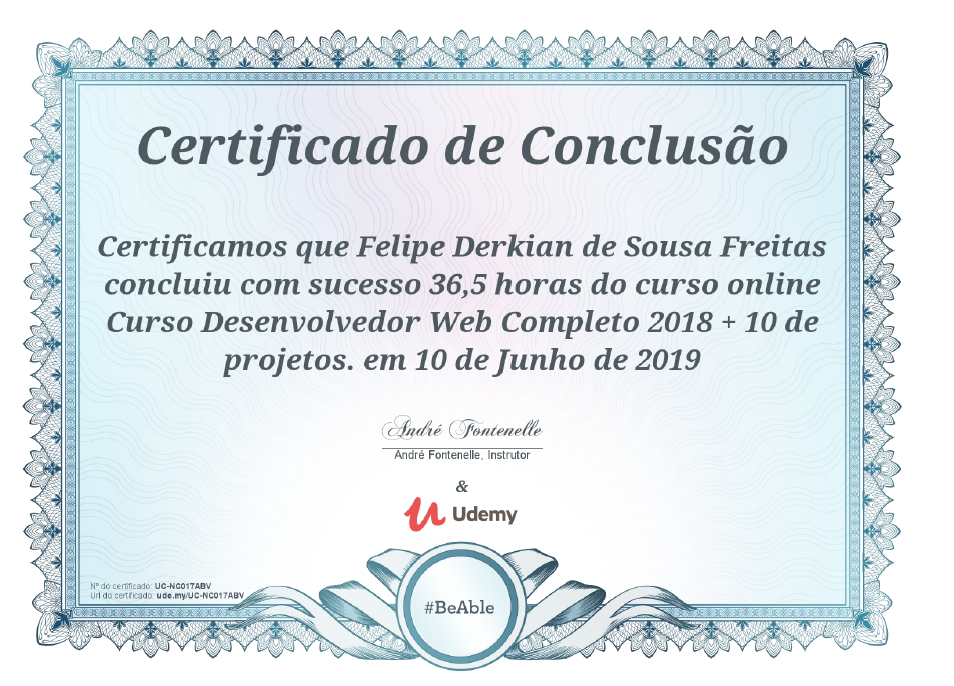 Certificado de Conclusão
Certificamos que Felipe Derkian de Sousa Freitas
concluiu com sucesso 36,5 horas do curso online
Curso Desenvolvedor Web Completo 2018 + 10 de
projetos. em 10 de Junho de 2019
André Fontenelle
André Fontenelle, Instrutor
&
Udemy
Nº do certificado: UC-NC017ABV
Url do certificado: ude.my/UC-NC017ABV
#BeAble